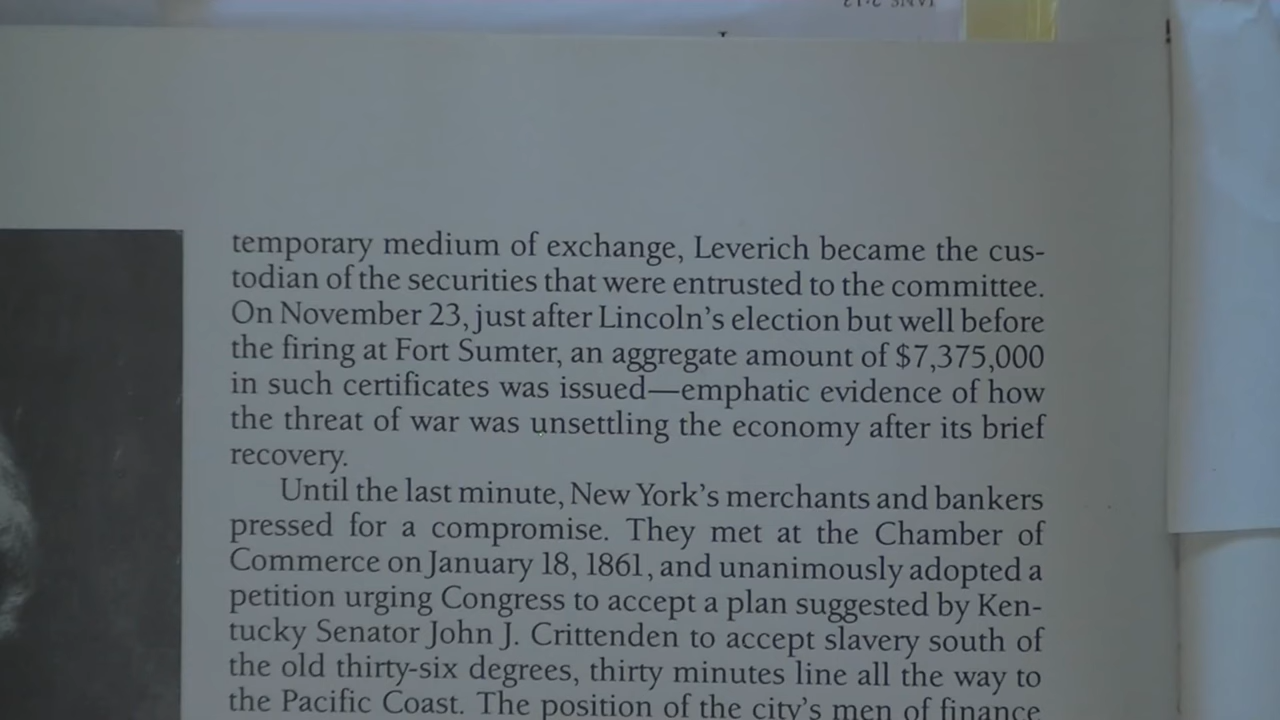 temporary medium of exchange, Leverich became the cus-
todian of the securities that were entrusted to the committee.
On November 23, just after Lincoln's election but well before
the firing at Fort Sumter, an aggregate amount of $7,375,000
in such certificates was issued—emphatic evidence of how
the threat of war was unsettling the economy after its brief
recovery.
Until the last minute, New York's merchants and bankers
pressed for a compromise. They met at the Chamber of
Commerce on January 18, 1861, and unanimously adopted a
petition urging Congress to accept a plan suggested by Ken-
tucky Senator John J. Crittenden to accept slavery south of
the old thirty-six degrees, thirty minutes line all the way to
the Pacific Coast. The position of the city's men of finance